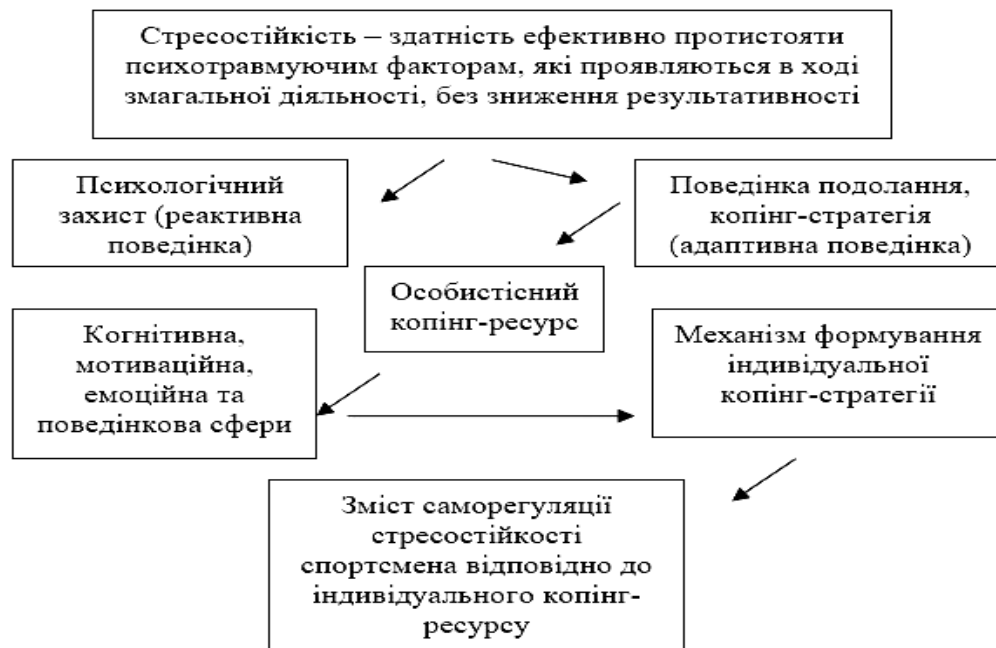 Стресостійкість – здатність ефективно протистояти
психотравмуючим факторам, які проявляються в ході
змагальної діяльності, без зниження результативності
Психологічний
захист (реактивна
поведінка)
Поведінка подолання,
копінг-стратегія
(адаптивна поведінка)
Особистісний
копінг-ресурс
Когнітивна,
мотиваційна,
емоційна та
поведінкова сфери
Механізм формування
індивідуальної
копінг-стратегії
Зміст саморегуляції
стресостійкості
спортсмена відповідно до
індивідуального копінг-
ресурсу